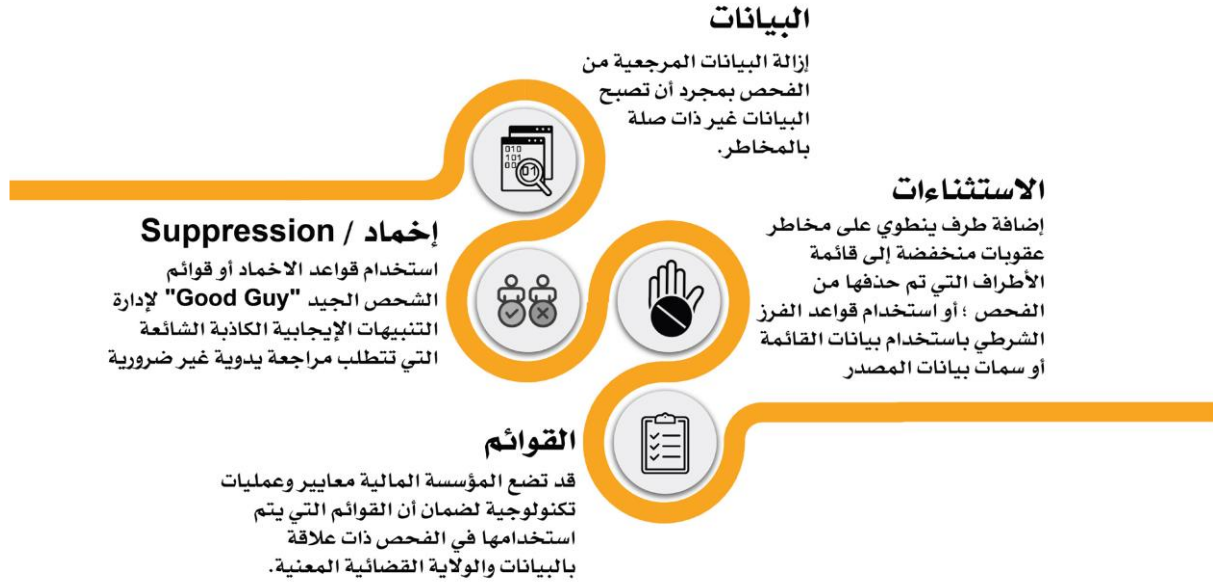 البيانات
إزالة البيانات المرجعية من
الفحص بمجرد أن تصبح
البيانات غير ذات صلة
بالمخاطر.
الاستثناءات
إضافة طرف ينطوي على مخاطر
عقوبات منخفضة إلى قائمة
الأطراف التي تم حذفها من
الفحص ؛ أو استخدام قواعد الفرز
الشرطي باستخدام بيانات القائمة
أو سمات بيانات المصدر
إخماد / Suppression
استخدام قواعد الاخماد أو قوائم
الشخص الجيد "Good Guy" لإدارة
التنبيهات الإيجابية الكاذبة الشائعة
التي تتطلب مراجعة يدوية غير ضرورية
القوائم
قد تضع المؤسسة المالية معايير وعمليات
تكنولوجية لضمان أن القوائم التي يتم
استخدامها في الفحص ذات علاقة
بالبيانات والولاية القضائية المعنية.
010
101
00 01